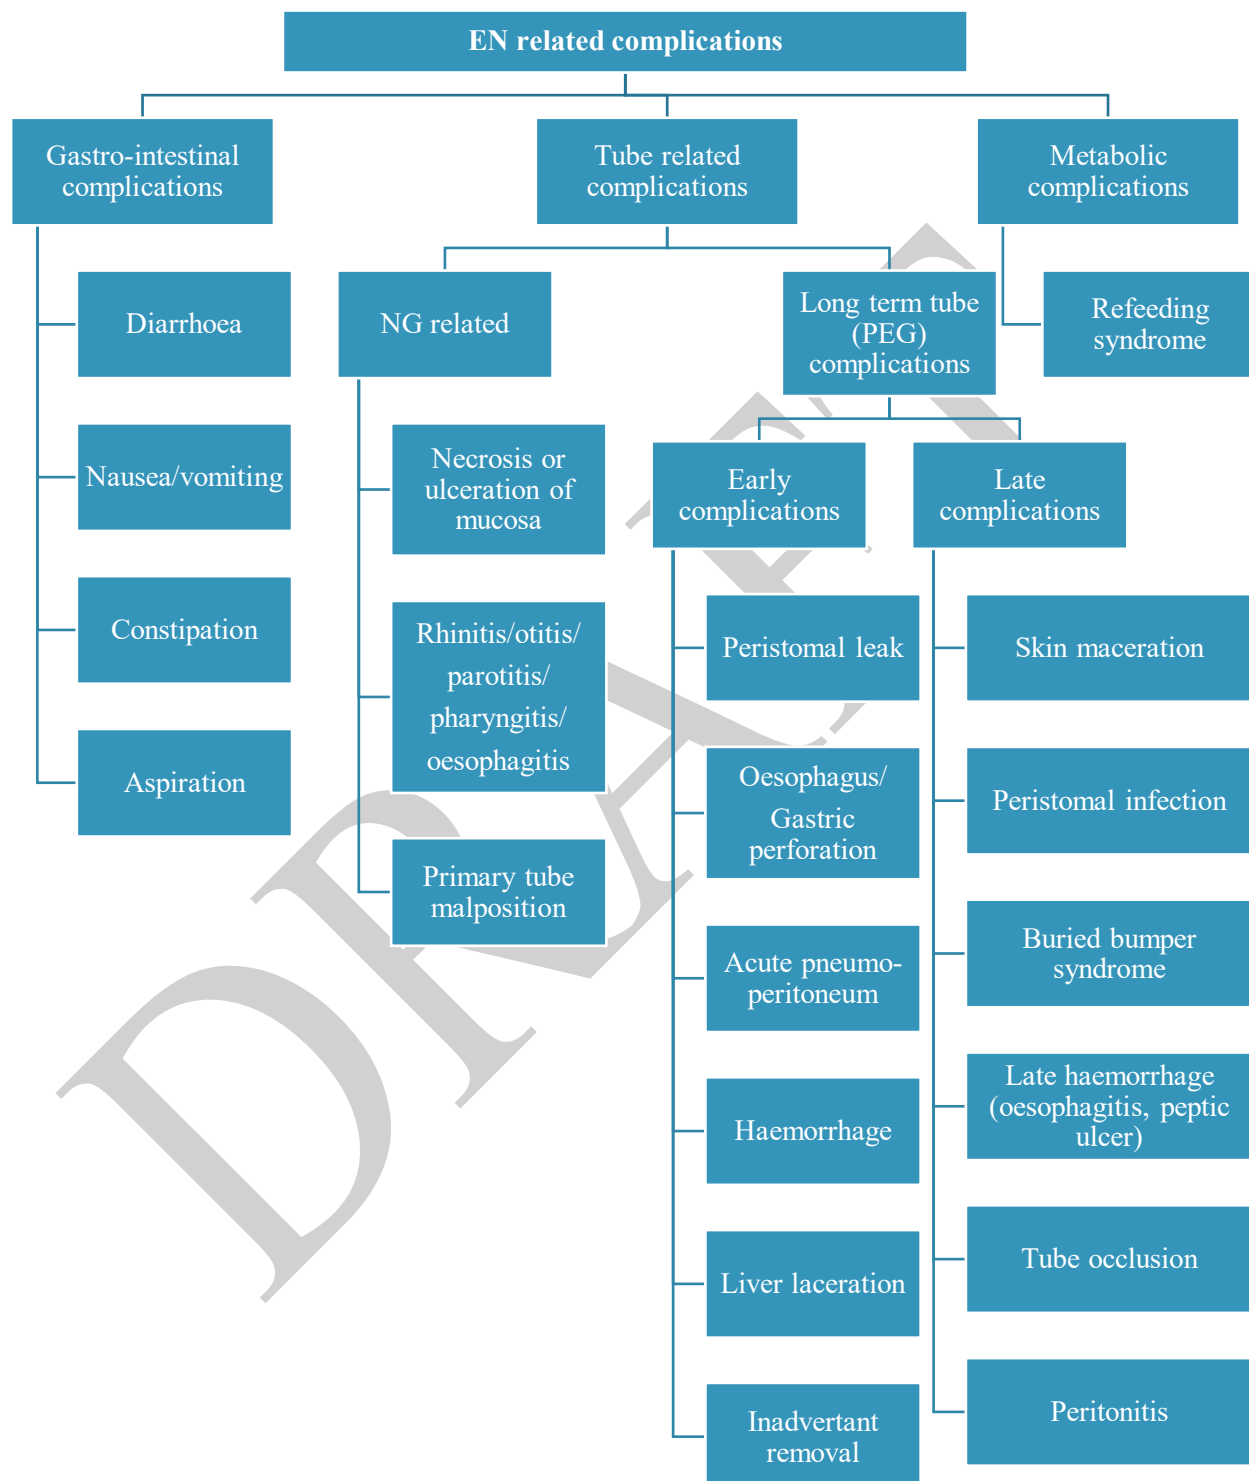 EN related complications
Gastro-intestinal
complications
Tube related
complications
Metabolic
complications
Diarrhoea
Nausea/vomiting
Constipation
Aspiration
NG related
Necrosis or
ulceration of
mucosa
Rhinitis/otitis/
parotitis/
pharyngitis/
oesophagitis
Primary tube
malposition
Long term tube
(PEG)
complications
Early
complications
Peristomal leak
Oesophagus/
Gastric
perforation
Acute pneumo-
peritoneum
Haemorrhage
Liver laceration
Inadvertant
removal
Late
complications
Skin maceration
Peristomal infection
Buried bumper
syndrome
Late haemorrhage
(oesophagitis, peptic
ulcer)
Tube occlusion
Peritonitis
Refeeding
syndrome
DRAFT